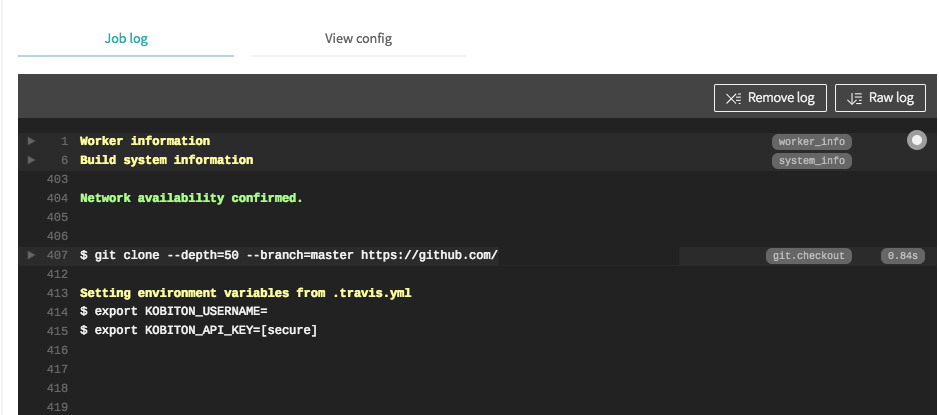 Job log View config
Remove log Raw log
1 Worker information worker_info
6 Build system information system_info
403
404 Network availability confirmed.
405
406
407 $ git clone --depth=50 --branch=master https://github.com/ git.checkout 0.84s
412
413 Setting environment variables from .travis.yml
414 $ export KOBITON_USERNAME=
415 $ export KOBITON_API_KEY=[secure]
416
417
418
419